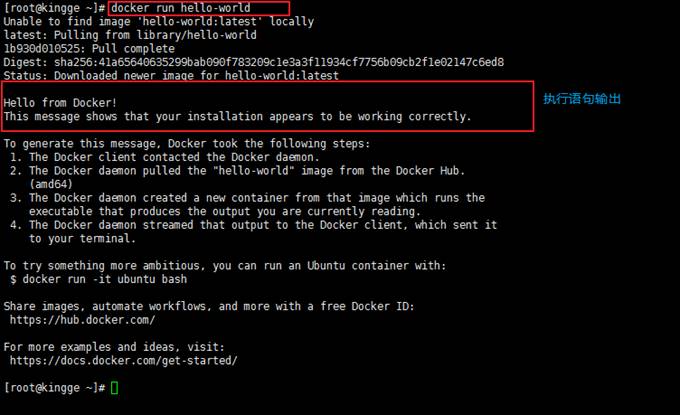 [root@kingge ~]# docker run hello-world
Unable to find image 'hello-world:latest' locally
latest: Pulling from library/hello-world
1b930d010525: Pull complete
Digest: sha256:41a65640635299bab090f783209c1e3a3f11934cf7756b09cb2f1e02147c6ed8
Status: Downloaded newer image for hello-world:latest
Hello from Docker!
This message shows that your installation appears to be working correctly.
执行语句输出
To generate this message, Docker took the following steps:
1. The Docker client contacted the Docker daemon.
2. The Docker daemon pulled the "hello-world" image from the Docker Hub.
(amd64)
3. The Docker daemon created a new container from that image which runs the
executable that produces the output you are currently reading.
4. The Docker daemon streamed that output to the Docker client, which sent it
to your terminal.
To try something more ambitious, you can run an Ubuntu container with:
$ docker run -it ubuntu bash
Share images, automate workflows, and more with a free Docker ID:
https://hub.docker.com/
For more examples and ideas, visit:
https://docs.docker.com/get-started/
[root@kingge ~]#